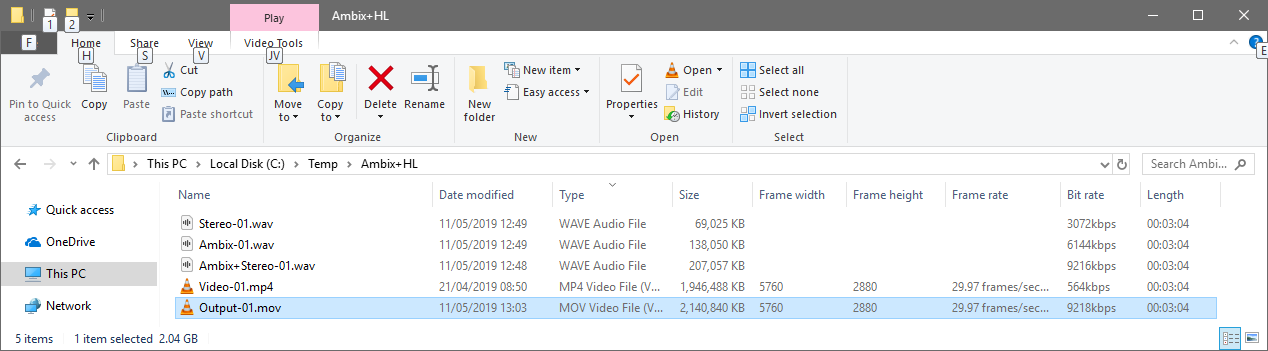 Play Ambix+HL
1 2
F Home Share View Video Tools
H S V JV E
Pin to Quick access
Copy
Paste
Cut
Copy path
Paste shortcut
Clipboard
Move to
Copy to
Delete
Rename
Organize
New folder
New item
Easy access
New
Properties
Open
Edit
History
Open
Select all
Select none
Invert selection
Select
This PC Local Disk (C:) Temp Ambix+HL Search Ambi...
Quick access
OneDrive
This PC
Network
Name Date modified Type Size Frame width Frame height Frame rate Bit rate Length
Stereo-01.wav 11/05/2019 12:49 WAVE Audio File 69,025 KB 3072kbps 00:03:04
Ambix-01.wav 11/05/2019 12:49 WAVE Audio File 138,050 KB 6144kbps 00:03:04
Ambix+Stereo-01.wav 11/05/2019 12:48 WAVE Audio File 207,057 KB 9216kbps 00:03:04
Video-01.mp4 21/04/2019 08:50 MP4 Video File (V... 1,946,488 KB 5760 2880 29.97 frames/sec... 564kbps 00:03:04
Output-01.mov 11/05/2019 13:03 MOV Video File (V... 2,140,840 KB 5760 2880 29.97 frames/sec... 9218kbps 00:03:04
5 items 1 item selected 2.04 GB